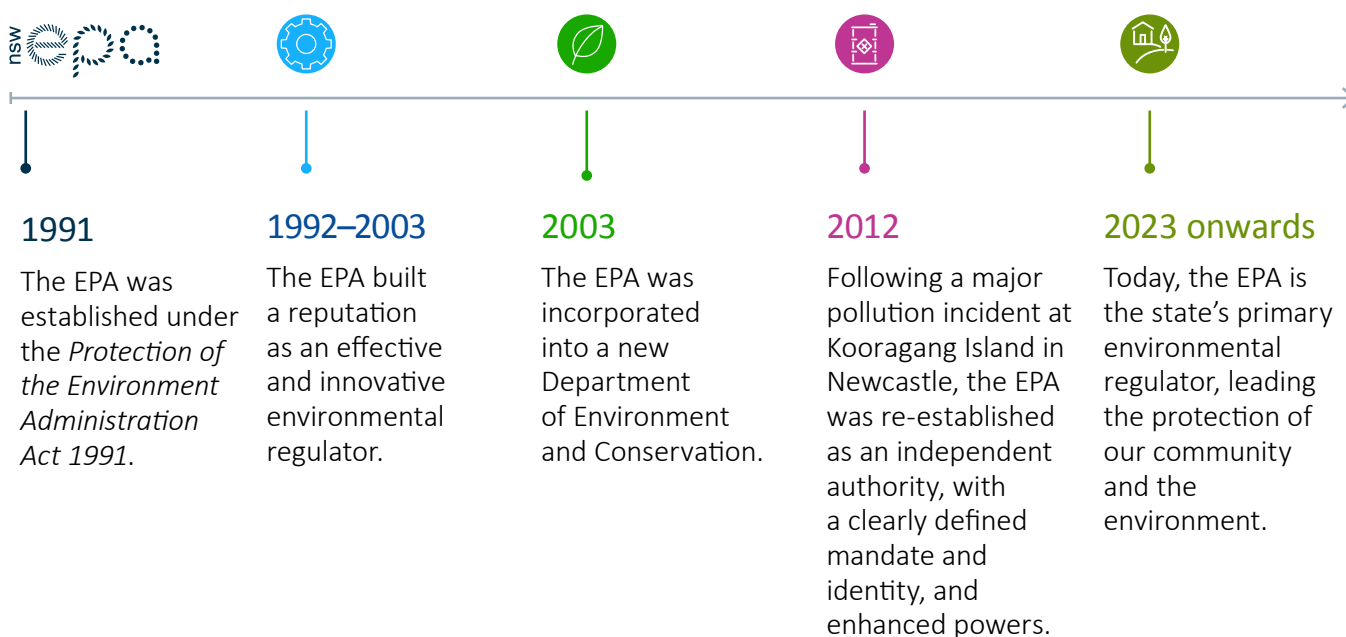 nsw epa
1991
The EPA was
established under
the Protection of
the Environment
Administration
Act 1991.
1992–2003
The EPA built
a reputation
as an effective
and innovative
environmental
regulator.
2003
The EPA was
incorporated
into a new
Department
of Environment
and Conservation.
2012
Following a major
pollution incident at
Kooragang Island in
Newcastle, the EPA
was re-established
as an independent
authority, with
a clearly defined
mandate and
identity, and
enhanced powers.
2023 onwards
Today, the EPA is
the state’s primary
environmental
regulator, leading
the protection of
our community
and the
environment.